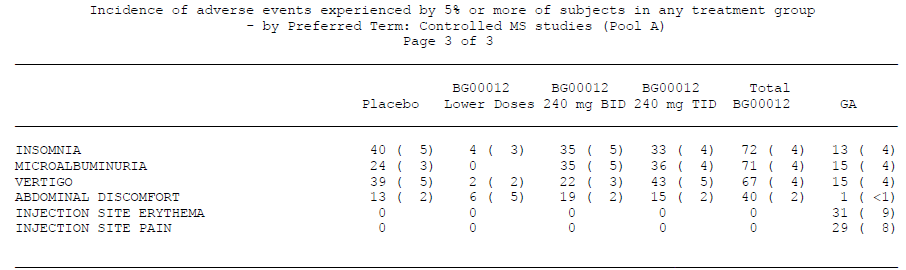 Incidence of adverse events experienced by 5% or more of subjects in any treatment group
- by Preferred Term: Controlled MS studies (Pool A)
Page 3 of 3
BG00012 BG00012 BG00012 Total
Placebo Lower Doses 240 mg BID 240 mg TID BG00012 GA
INSOMNIA 40 ( 5) 4 ( 3) 35 ( 5) 33 ( 4) 72 ( 4) 13 ( 4)
MICROALBUMINURIA 24 ( 3) 0 35 ( 5) 36 ( 4) 71 ( 4) 15 ( 4)
VERTIGO 39 ( 5) 2 ( 2) 22 ( 3) 43 ( 5) 67 ( 4) 15 ( 4)
ABDOMINAL DISCOMFORT 13 ( 2) 6 ( 5) 19 ( 2) 15 ( 2) 40 ( 2) 1 ( <1)
INJECTION SITE ERYTHEMA 0 0 0 0 0 31 ( 9)
INJECTION SITE PAIN 0 0 0 0 0 29 ( 8)